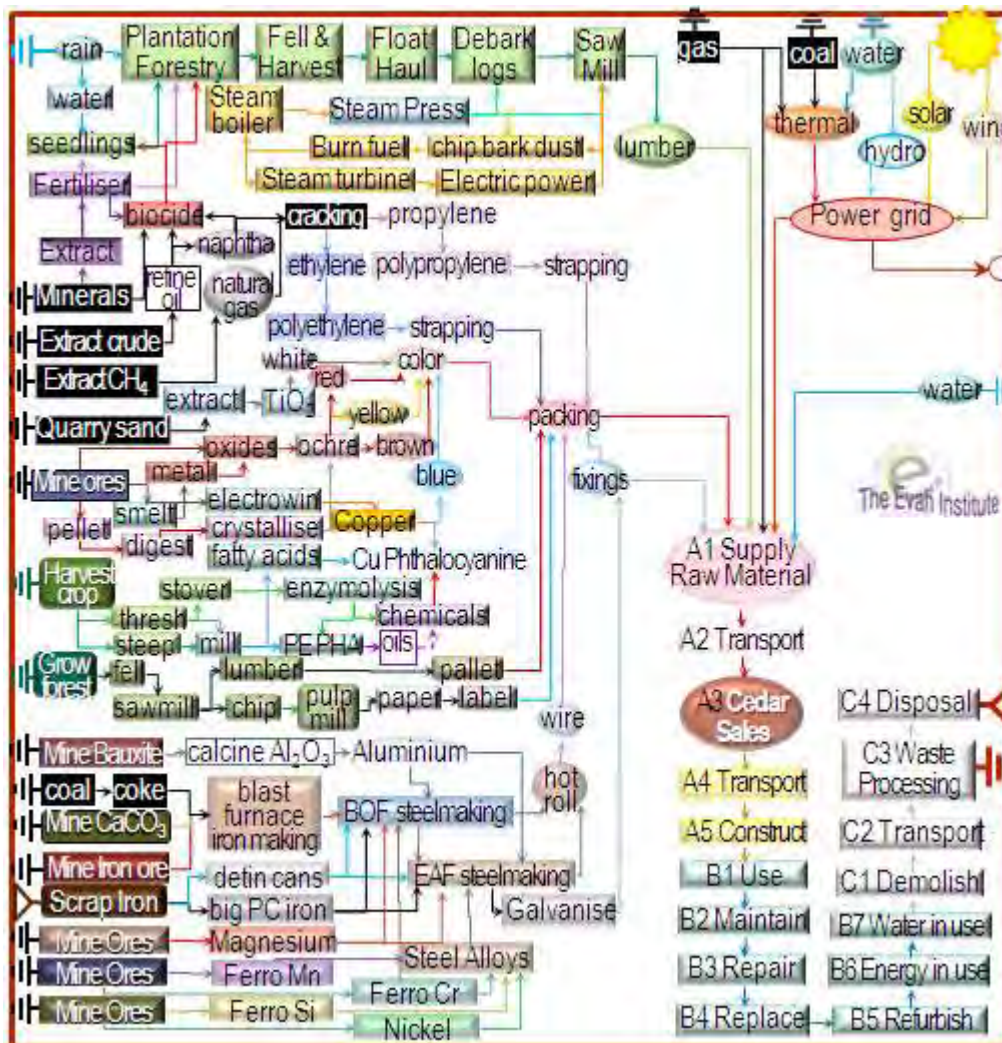 rain
Plantation
Forestry
Fell &
Harvest
Float
Haul
Debark
logs
Saw
Mill
gas
coal
water
solar
wind
thermal
hydro
Power grid
water
seedlings
Fertiliser
Extract
biocide
Steam
boiler
Steam Press
Burn fuel
chip bark dust
Steam turbine
Electric power
lumber
cracking
propylene
naphtha
ethylene
polypropylene
strapping
Minerals
refine
oil
natural
gas
Extract crude
polyethylene
strapping
Extract CH4
white
color
red
extract
TiO2
yellow
packing
water
Quarry sand
oxides
ochre
brown
metal
blue
fixings
Mine ores
smelt
electrowin
pellet
crystallise
Copper
digest
fatty acids
Cu Phthalocyanine
The Evah Institute
A1 Supply
Raw Material
Harvest
crop
stover
enzymolysis
thresh
chemicals
steep
mill
PE PHA
oils
A2 Transport
Grow
forest
fell
lumber
pallet
sawmill
chip
pulp
mill
paper
label
wire
A3 Cedar
Sales
C4 Disposal
Mine Bauxite
calcine Al2O3
Aluminium
C3 Waste
Processing
coal
coke
blast
furnace
iron making
BOF steelmaking
hot
roll
A4 Transport
Mine CaCO3
A5 Construct
C2 Transport
Mine Iron ore
detin cans
EAF steelmaking
B1 Use
C1 Demolish
Scrap Iron
big PC iron
Galvanise
B2 Maintain
B7 Water in use
Mine Ores
Magnesium
Steel Alloys
Mine Ores
Ferro Mn
B3 Repair
B6 Energy in use
Ferro Cr
Mine Ores
Ferro Si
Nickel
B4 Replace
B5 Refurbish